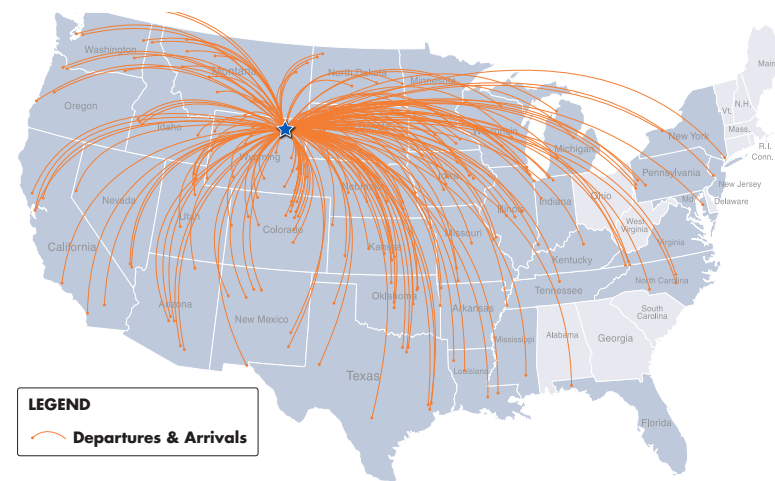 Washington
Montana
North Dakota
Minnesota
Main
Vt.
N.H.
Oregon
Idaho
Wisconsin
Michigan
New York
Mass.
R.I.
Conn.
Wyoming
Nebraska
Iowa
Pennsylvania
New Jersey
Nevada
Utah
Colorado
Illinois
Indiana
Ohio
Md.
Delaware
West
Virginia
Virginia
California
Kansas
Missouri
Kentucky
North Carolina
Arizona
New Mexico
Oklahoma
Arkansas
Tennessee
South
Carolina
Mississippi
Alabama
Georgia
Texas
Louisiana
Florida
LEGEND
Departures & Arrivals